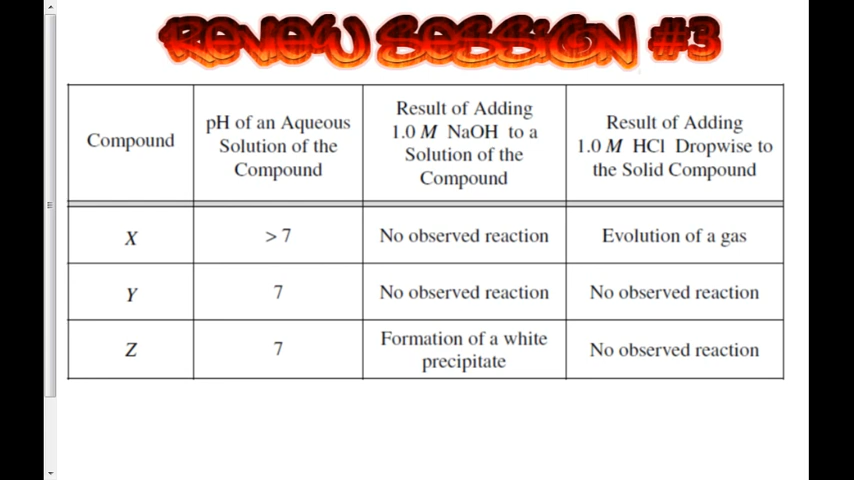 REVIEW SESSION #3
Compound
pH of an Aqueous
Solution of the
Compound
Result of Adding
1.0 M NaOH to a
Solution of the
Compound
Result of Adding
1.0 M HCl Dropwise to
the Solid Compound
X
> 7
No observed reaction
Evolution of a gas
Y
7
No observed reaction
No observed reaction
Z
7
Formation of a white
precipitate
No observed reaction